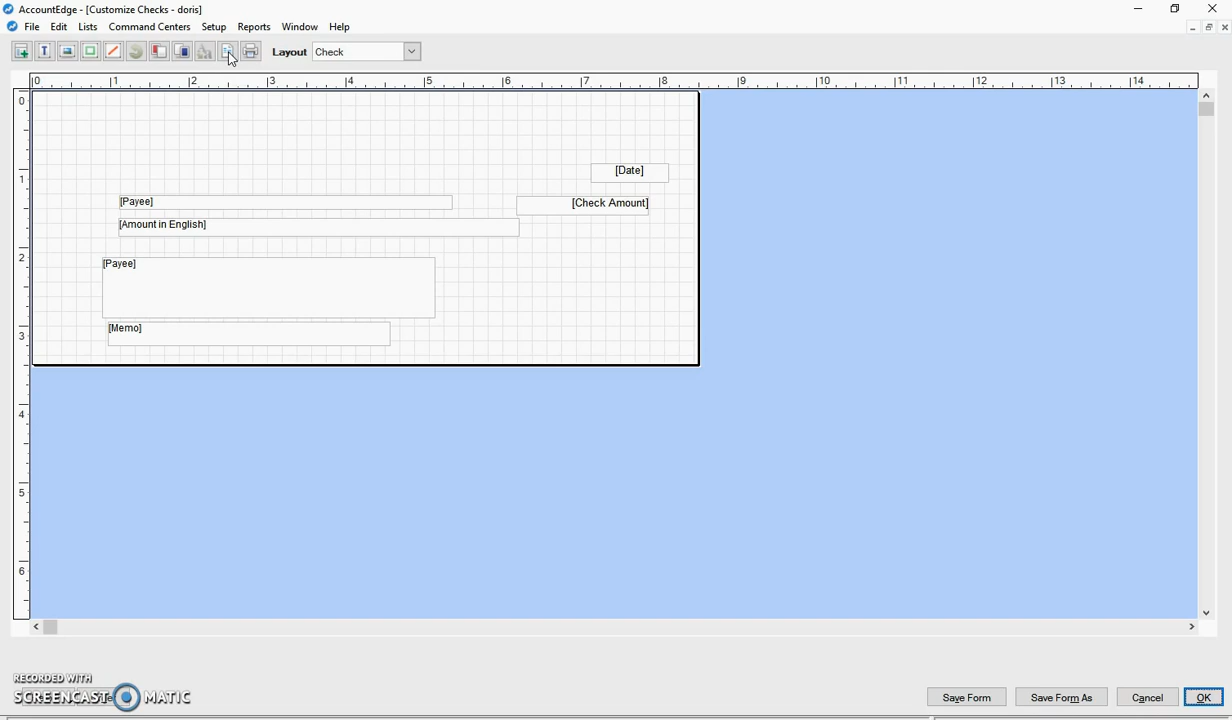 AccountEdge - [Customize Checks - doris]
File Edit Lists Command Centers Setup Reports Window Help
Layout Check
0 1 2 3 4 5 6 7 8 9 10 11 12 13 14
0
[Date]
1
[Payee] [Check Amount]
[Amount in English]
2
[Payee]
[Memo]
3
4
5
6
RECORDED WITH
SCREENCAST MATIC
Save Form Save Form As Cancel OK